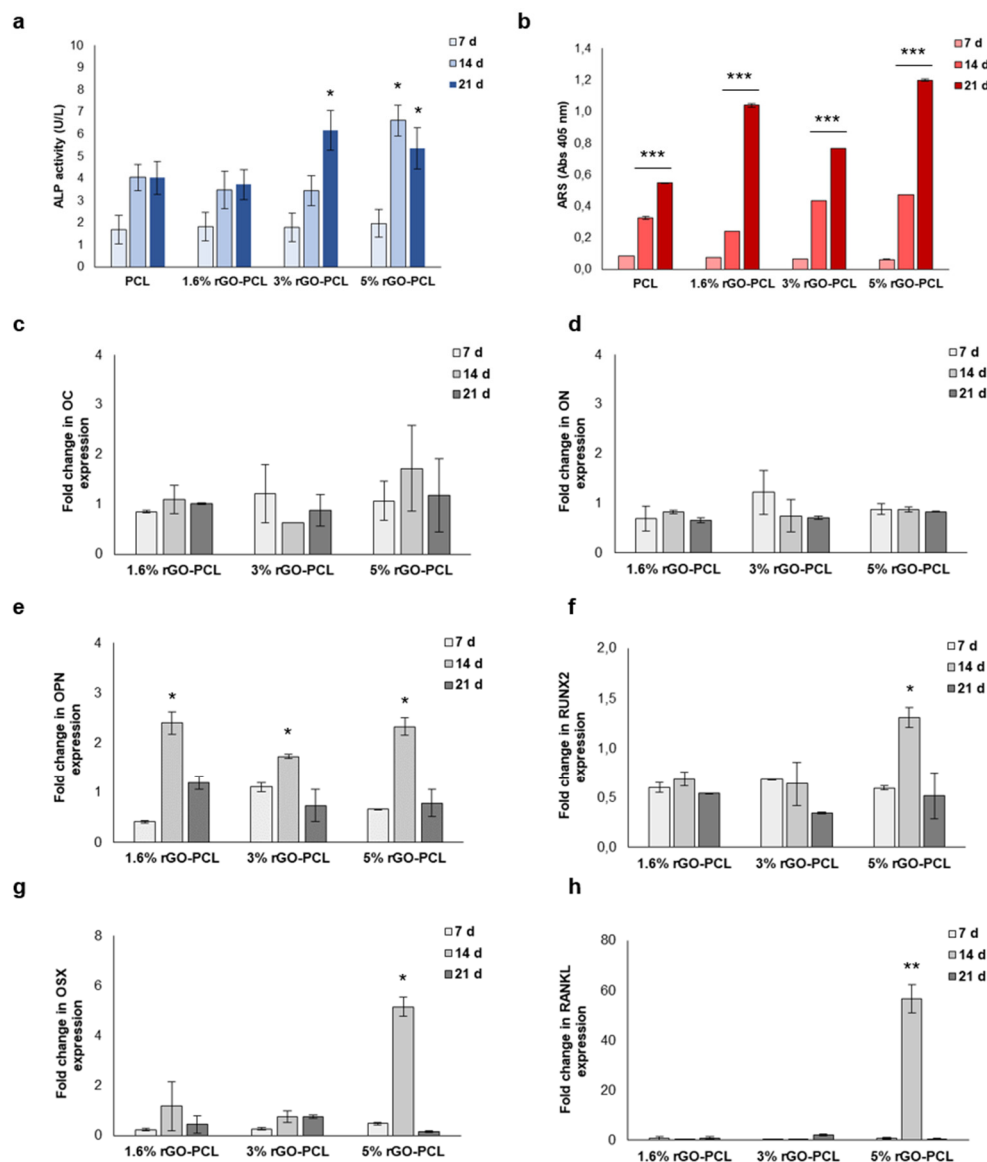 a
ALP activity (U/L)
10
9
8
7
6
5
4
3
2
1
0
7 d
14 d
21 d
*
*
*
PCL
1.6% rGO-PCL
3% rGO-PCL
5% rGO-PCL
b
ARS (Abs 405 nm)
1,4
1,2
1,0
0,8
0,6
0,4
0,2
0,0
7 d
14 d
21 d
***
***
***
***
PCL
1.6% rGO-PCL
3% rGO-PCL
5% rGO-PCL
c
Fold change in OC
expression
4
3
2
1
0
7 d
14 d
21 d
1.6% rGO-PCL
3% rGO-PCL
5% rGO-PCL
d
Fold change in ON
expression
4
3
2
1
0
7 d
14 d
21 d
1.6% rGO-PCL
3% rGO-PCL
5% rGO-PCL
e
Fold change in OPN
expression
4
3
2
1
0
7 d
14 d
21 d
*
*
*
1.6% rGO-PCL
3% rGO-PCL
5% rGO-PCL
f
Fold change in RUNX2
expression
2,0
1,5
1,0
0,5
0,0
7 d
14 d
21 d
*
1.6% rGO-PCL
3% rGO-PCL
5% rGO-PCL
g
Fold change in OSX
expression
8
6
4
2
0
7 d
14 d
21 d
*
1.6% rGO-PCL
3% rGO-PCL
5% rGO-PCL
h
Fold change in RANKL
expression
80
60
40
20
0
7 d
14 d
21 d
**
1.6% rGO-PCL
3% rGO-PCL
5% rGO-PCL